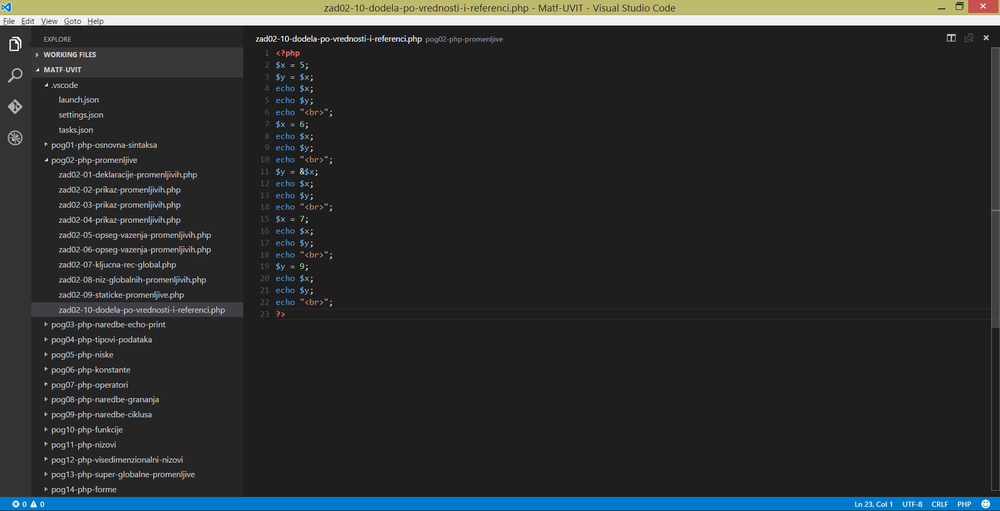 zad02-10-dodela-po-vrednosti-i-referenci.php - Matf-UVIT - Visual Studio Code
File Edit View Goto Help
EXPLORE
WORKING FILES
MATF-UVIT
.vscode
launch.json
settings.json
tasks.json
pog01-php-osnovna-sintaksa
pog02-php-promenljive
zad02-01-deklaracije-promenljivih.php
zad02-02-prikaz-promenljivih.php
zad02-03-prikaz-promenljivih.php
zad02-04-prikaz-promenljivih.php
zad02-05-opseg-vazenja-promenljivih.php
zad02-06-opseg-vazenja-promenljivih.php
zad02-07-kljucna-rec-global.php
zad02-08-niz-globalnih-promenljivih.php
zad02-09-staticke-promenljive.php
zad02-10-dodela-po-vrednosti-i-referenci.php
pog03-php-naredbe-echo-print
pog04-php-tipovi-podataka
pog05-php-niske
pog06-php-konstante
pog07-php-operatori
pog08-php-naredbe-grananja
pog09-php-naredbe-ciklusa
pog10-php-funkcije
pog11-php-nizovi
pog12-php-visedimenzionalni-nizovi
pog13-php-super-globalne-promenljive
pog14-php-forme
zad02-10-dodela-po-vrednosti-i-referenci.php pog02-php-promenljive
1 <?php
2 $x = 5;
3 $y = $x;
4 echo $x;
5 echo $y;
6 echo "<br>";
7 $x = 6;
8 echo $x;
9 echo $y;
10 echo "<br>";
11 $y = &$x;
12 echo $x;
13 echo $y;
14 echo "<br>";
15 $x = 7;
16 echo $x;
17 echo $y;
18 echo "<br>";
19 $y = 9;
20 echo $x;
21 echo $y;
22 echo "<br>";
23 ?>
0 0 Ln 23, Col 1 UTF-8 CRLF PHP